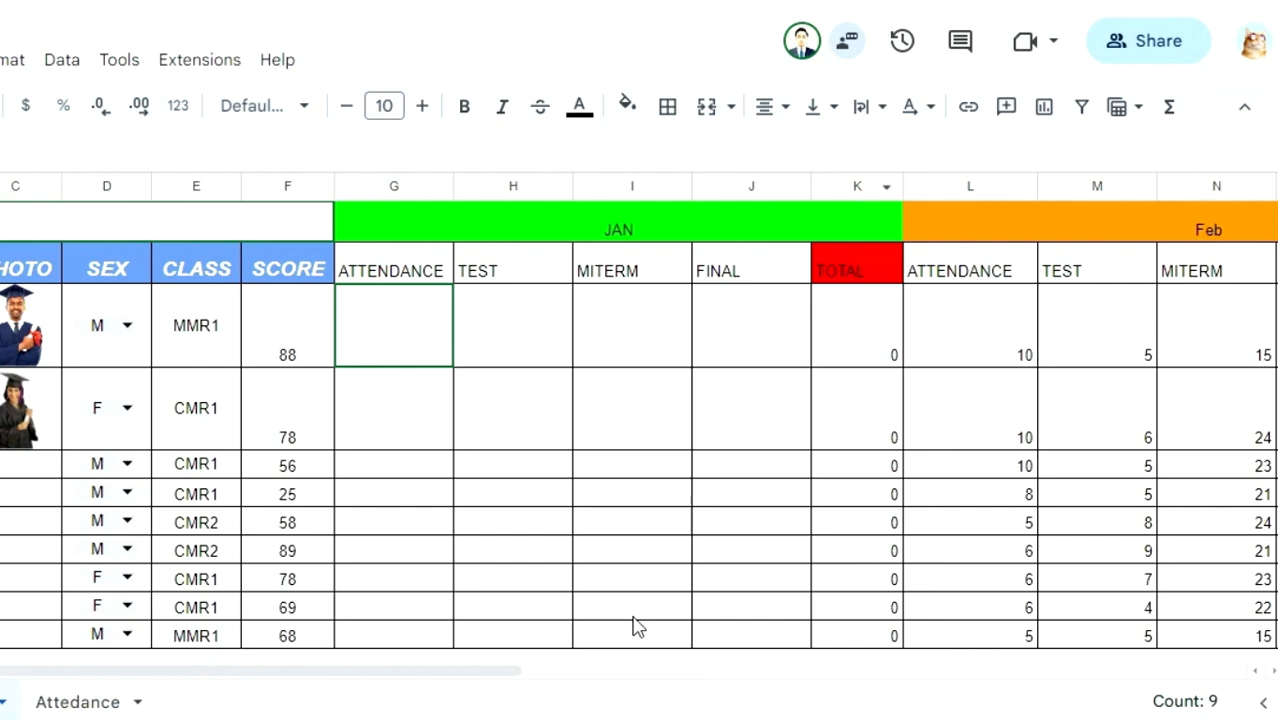 Share
mat Data Tools Extensions Help
$ % .0 .00 123 Defaul... 10 B I A Σ
C D E F G H I J K L M N
JAN Feb
HOTO SEX CLASS SCORE ATTENDANCE TEST MITERM FINAL TOTAL ATTENDANCE TEST MITERM
M MMR1 88 0 10 5 15
F CMR1 78 0 10 6 24
M CMR1 56 0 10 5 23
M CMR1 25 0 8 5 21
M CMR2 58 0 5 8 24
M CMR2 89 0 6 9 21
F CMR1 78 0 6 7 23
F CMR1 69 0 6 4 22
M MMR1 68 0 5 5 15
Attedance Count: 9